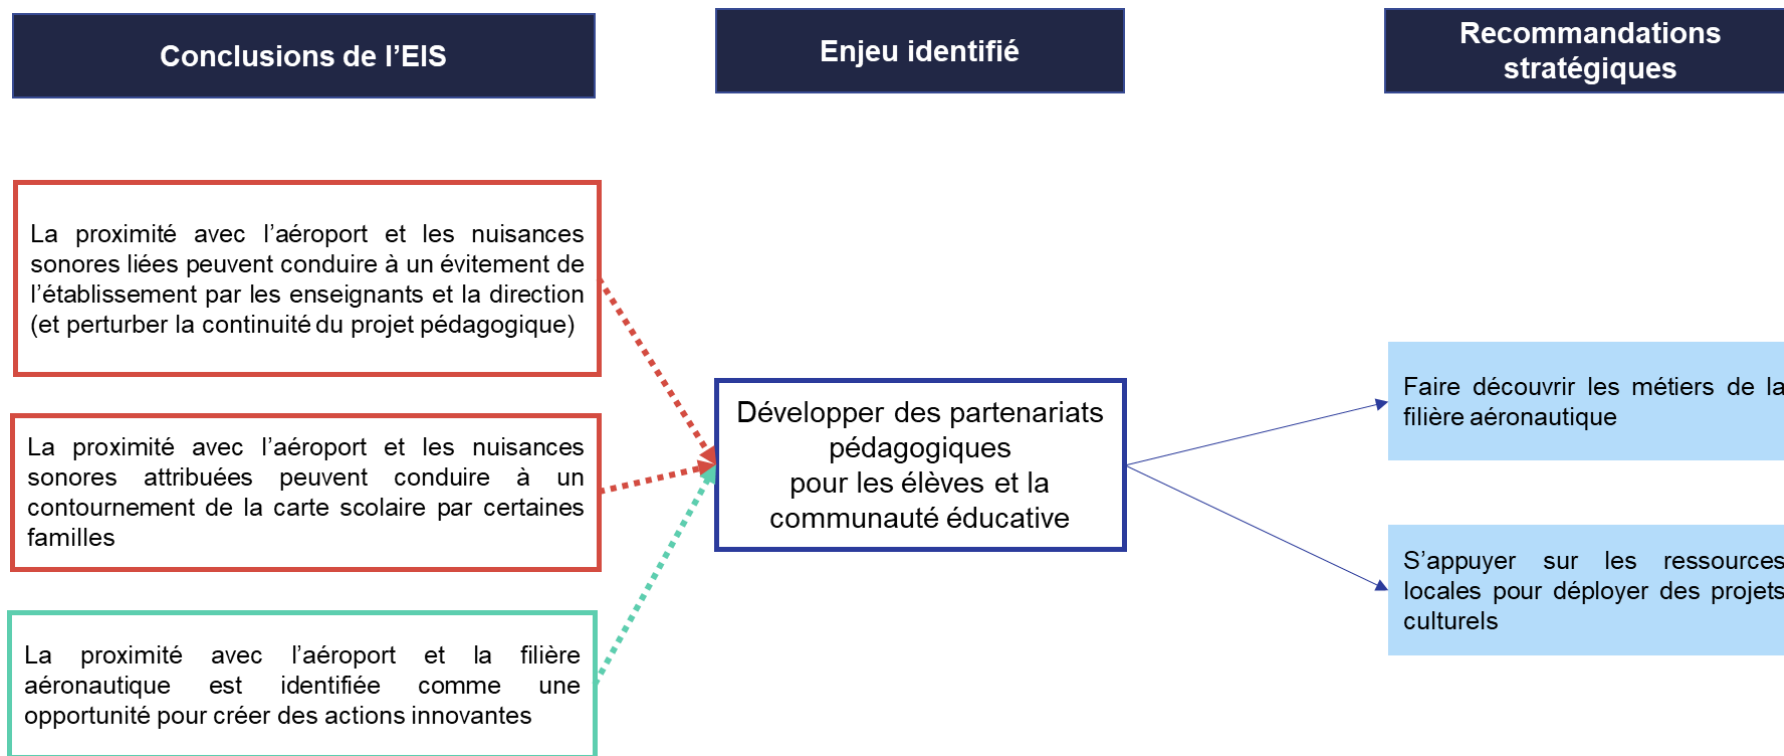 Conclusions de l’EIS
Enjeu identifié
Recommandations
stratégiques
La proximité avec l’aéroport et les nuisances
sonores liées peuvent conduire à un évitement de
l’établissement par les enseignants et la direction
(et perturber la continuité du projet pédagogique)
La proximité avec l’aéroport et les nuisances
sonores attribuées peuvent conduire à un
contournement de la carte scolaire par certaines
familles
La proximité avec l’aéroport et la filière
aéronautique est identifiée comme une
opportunité pour créer des actions innovantes
Développer des partenariats
pédagogiques
pour les élèves et la
communauté éducative
Faire découvrir les métiers de la
filière aéronautique
S’appuyer sur les ressources
locales pour déployer des projets
culturels